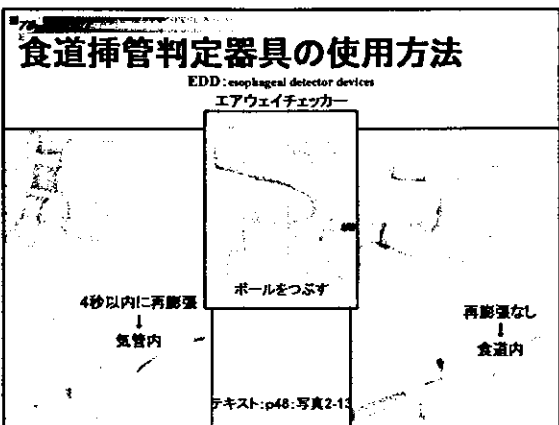 食道挿管判定器具の使用方法
EDD:esophageal detector devices
エアウェイチェッカー
ボールをつぶす
4秒以内に再膨張
↓
気管内
再膨張なし
↓
食道内
テキスト:p48:写真2-13